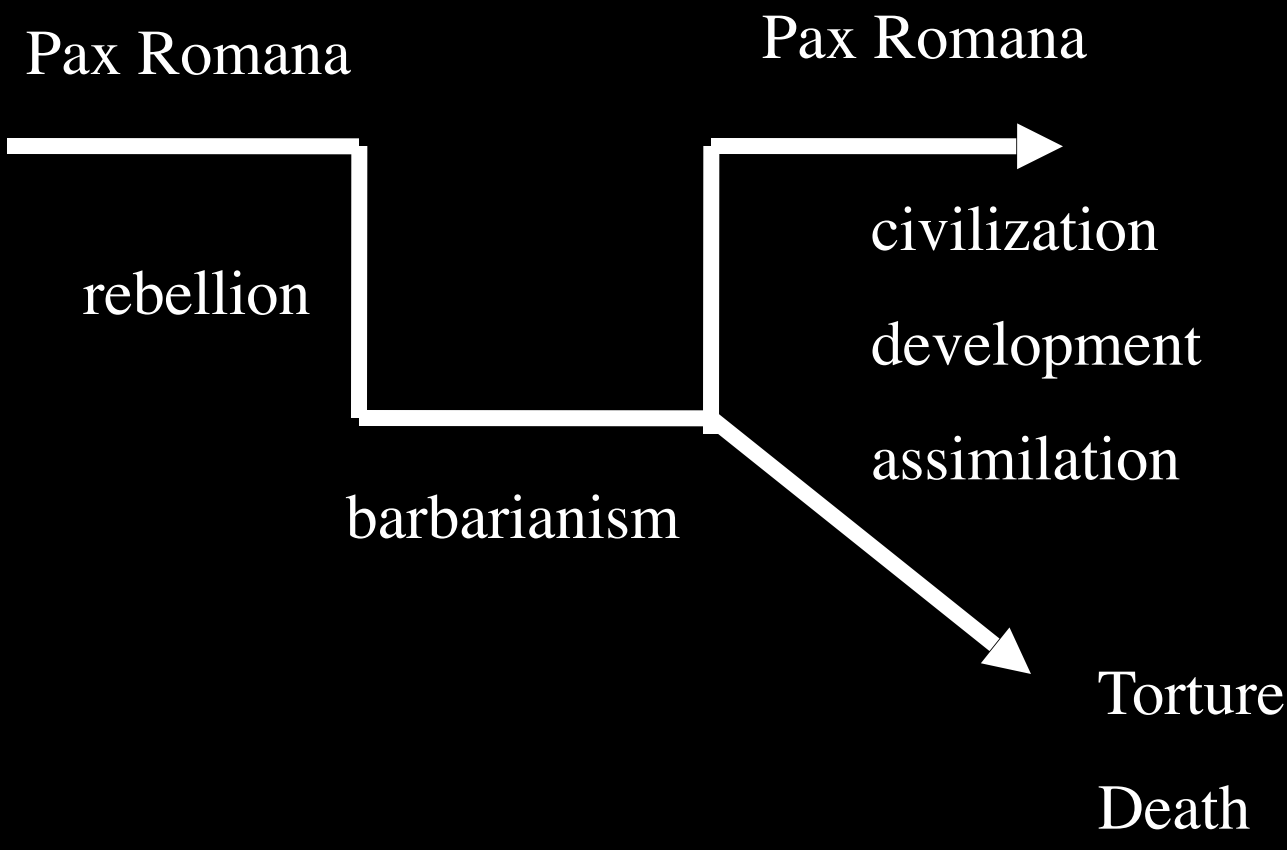 Pax Romana
Pax Romana
civilization
rebellion
development
assimilation
barbarianism
Torture
Death